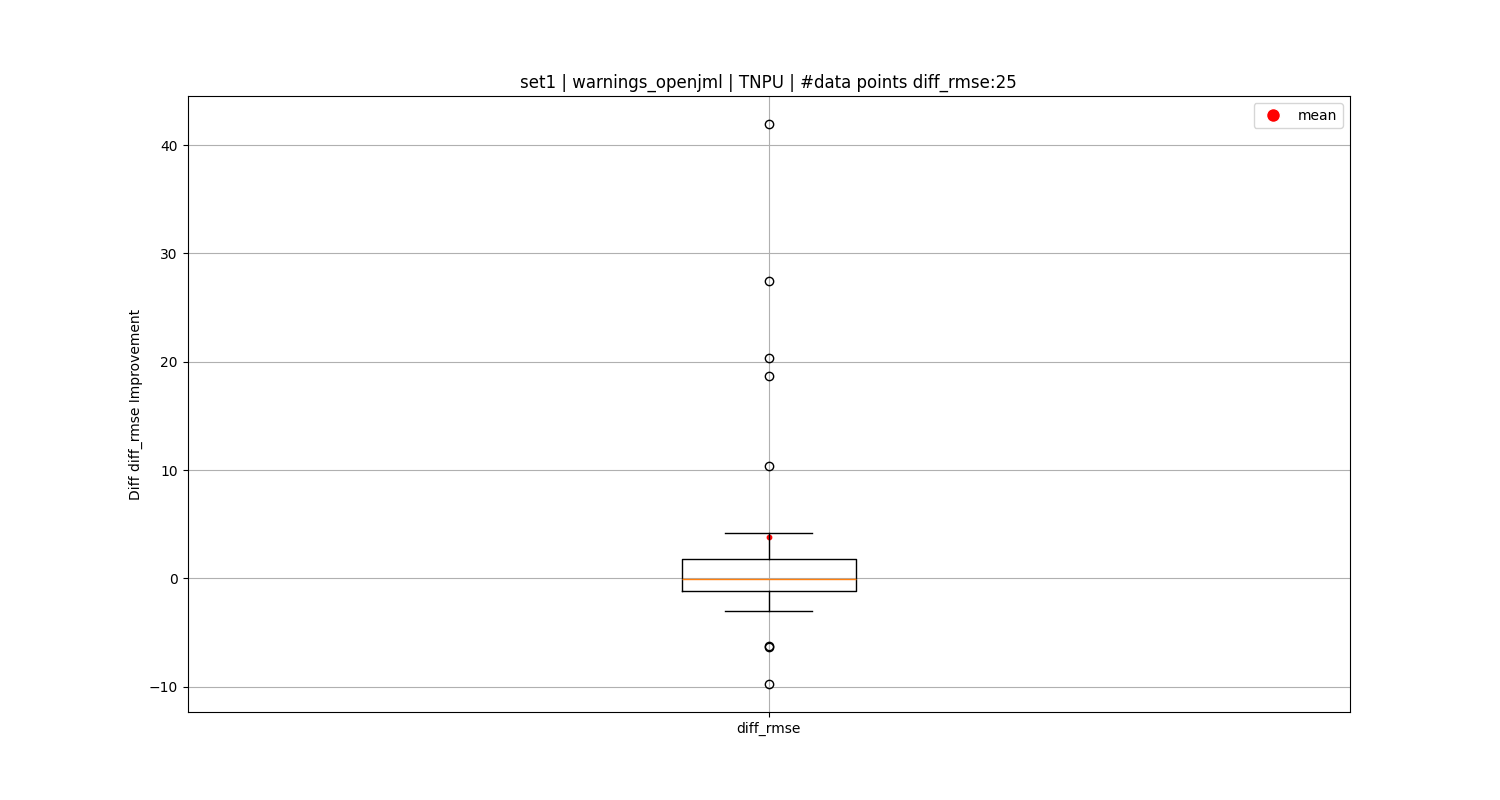 set1 | warnings_openjml | TNPU | #data points diff_rmse:25
mean
40
30
20
10
0
−10
Diff diff_rmse Improvement
diff_rmse